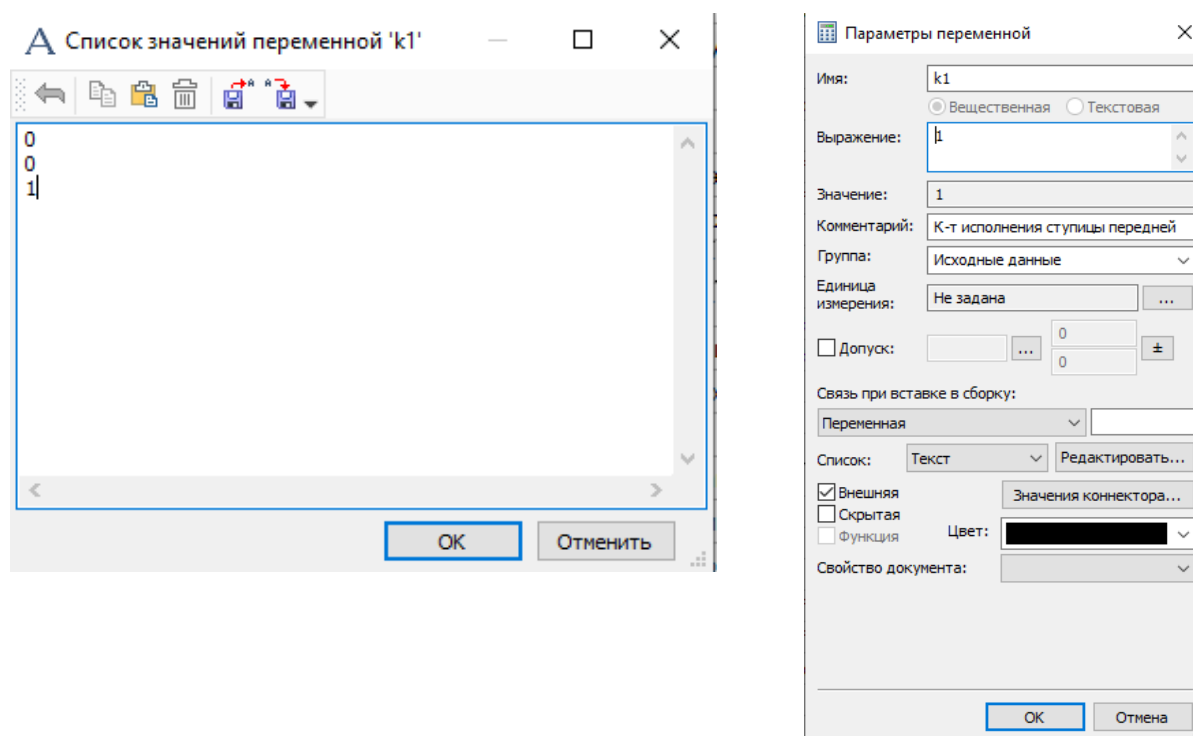 Список значений переменной 'k1'
0
0
1
ОК
Отменить
Параметры переменной
Имя:
k1
Вещественная
Текстовая
Выражение:
1
Значение:
1
Комментарий:
К-т исполнения ступицы передней
Группа:
Исходные данные
Единица
измерения:
Не задана
...
Допуск:
...
0
0
±
Связь при вставке в сборку:
Переменная
Список:
Текст
Редактировать...
Внешняя
Значения коннектора...
Скрытая
Функция
Цвет:
Свойство документа:
ОК
Отмена